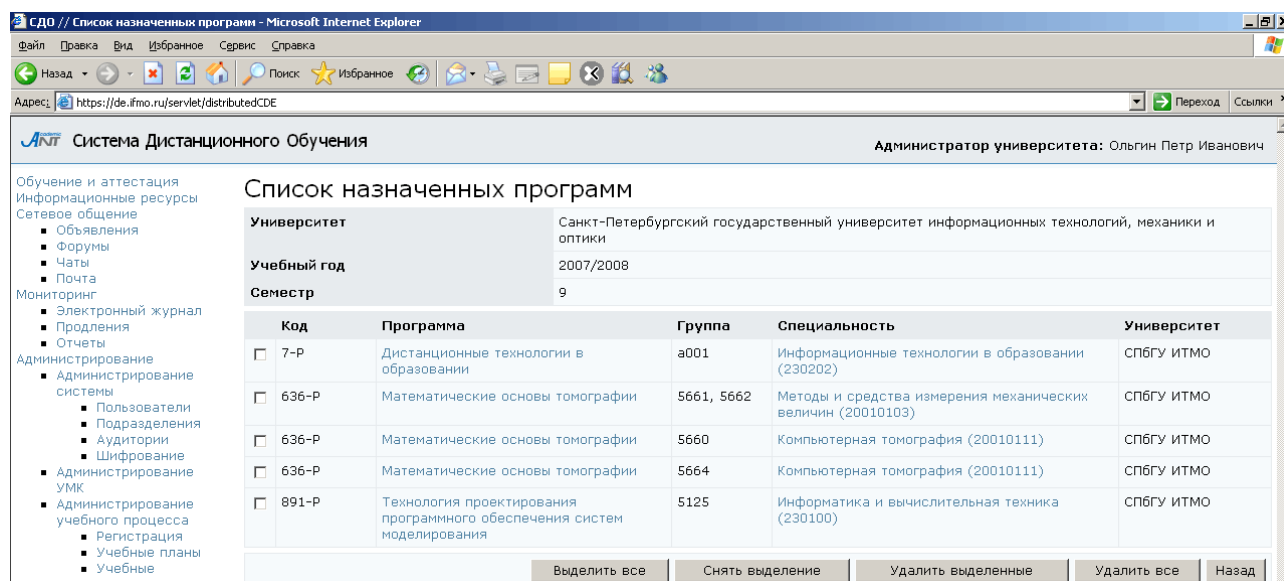 СДО // Список назначенных программ - Microsoft Internet Explorer
Файл Правка Вид Избранное Сервис Справка
Назад Поиск Избранное
Адрес: https://de.ifmo.ru/servlet/distributedCDE Переход Ссылки
Academic ANT Система Дистанционного Обучения
Администратор университета: Ольгин Петр Иванович
Обучение и аттестация
Информационные ресурсы
Сетевое общение
Объявления
Форумы
Чаты
Почта
Мониторинг
Электронный журнал
Продления
Отчеты
Администрирование
Администрирование
системы
Пользователи
Подразделения
Аудитории
Шифрование
Администрирование
УМК
Администрирование
учебного процесса
Регистрация
Учебные планы
Учебные
Список назначенных программ
Университет Санкт-Петербургский государственный университет информационных технологий, механики и
оптики
Учебный год 2007/2008
Семестр 9
Код Программа Группа Специальность Университет
7-Р Дистанционные технологии в a001 Информационные технологии в образовании СПбГУ ИТМО
образовании (230202)
636-Р Математические основы томографии 5661, 5662 Методы и средства измерения механических СПбГУ ИТМО
величин (20010103)
636-Р Математические основы томографии 5660 Компьютерная томография (20010111) СПбГУ ИТМО
636-Р Математические основы томографии 5664 Компьютерная томография (20010111) СПбГУ ИТМО
891-Р Технология проектирования 5125 Информатика и вычислительная техника СПбГУ ИТМО
программного обеспечения систем (230100)
моделирования
Выделить все Снять выделение Удалить выделенные Удалить все Назад